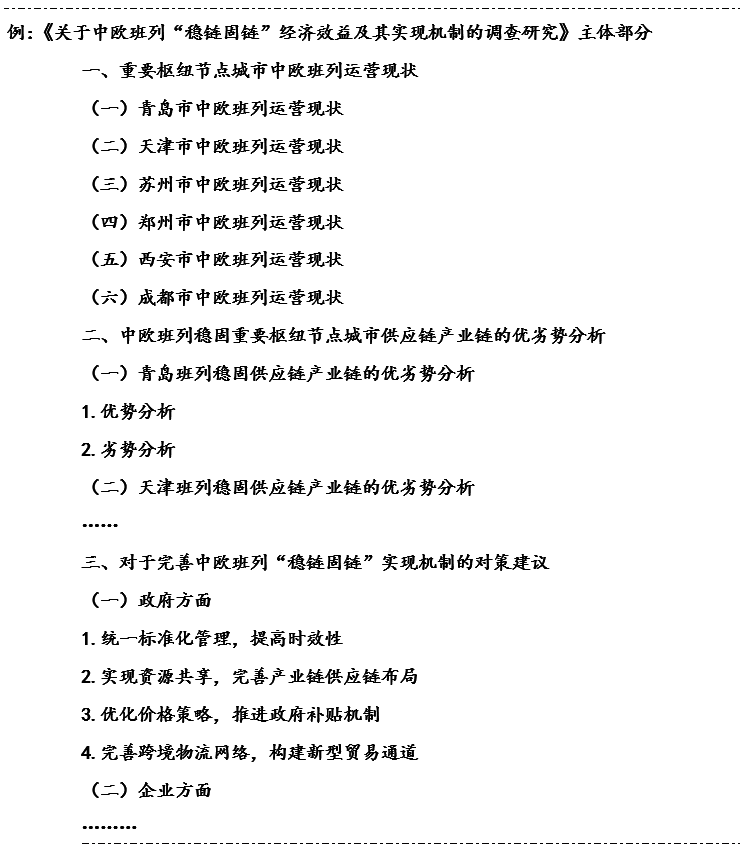 例：《关于中欧班列“稳链固链”经济效益及其实现机制的调查研究》主体部分
一、重要枢纽节点城市中欧班列运营现状
（一）青岛市中欧班列运营现状
（二）天津市中欧班列运营现状
（三）苏州市中欧班列运营现状
（四）郑州市中欧班列运营现状
（五）西安市中欧班列运营现状
（六）成都市中欧班列运营现状
二、中欧班列稳固重要枢纽节点城市供应链产业链的优劣势分析
（一）青岛班列稳固供应链产业链的优劣势分析
1. 优势分析
2. 劣势分析
（二）天津班列稳固供应链产业链的优劣势分析
……
三、对于完善中欧班列“稳链固链”实现机制的对策建议
（一）政府方面
1. 统一标准化管理，提高时效性
2. 实现资源共享，完善产业链供应链布局
3. 优化价格策略，推进政府补贴机制
4. 完善跨境物流网络，构建新型贸易通道
（二）企业方面
………